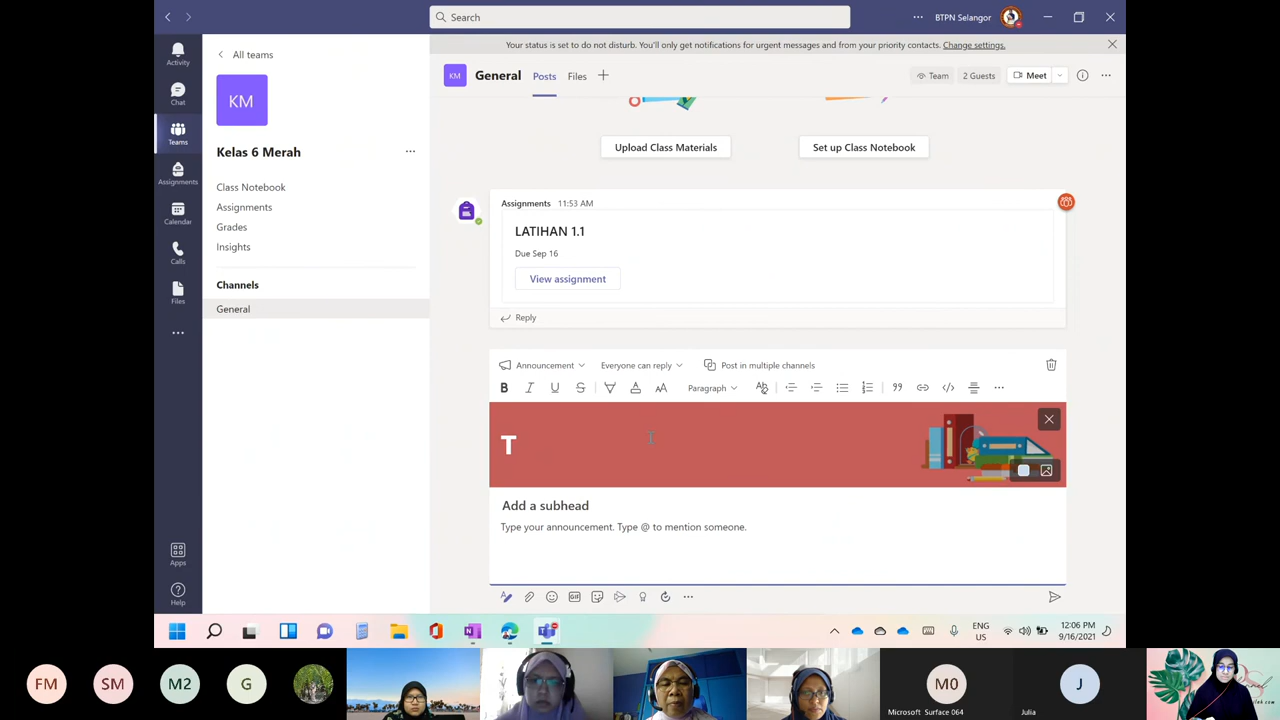 Search
BTPN Selangor
Your status is set to do not disturb. You'll only get notifications for urgent messages and from your priority contacts. Change settings.
Activity
Chat
Teams
Assignments
Calendar
Calls
Files
Apps
Help
All teams
KM
Kelas 6 Merah
Class Notebook
Assignments
Grades
Insights
Channels
General
KM
General
Posts
Files
Team
2 Guests
Meet
Upload Class Materials
Set up Class Notebook
Assignments 11:53 AM
LATIHAN 1.1
Due Sep 16
View assignment
Reply
Announcement
Everyone can reply
Post in multiple channels
B I U S
Paragraph
T
Add a subhead
Type your announcement. Type @ to mention someone.
GIF
ENG
US
12:06 PM
9/16/2021
FM
SM
M2
G
M0
Microsoft Surface 064
J
Julia